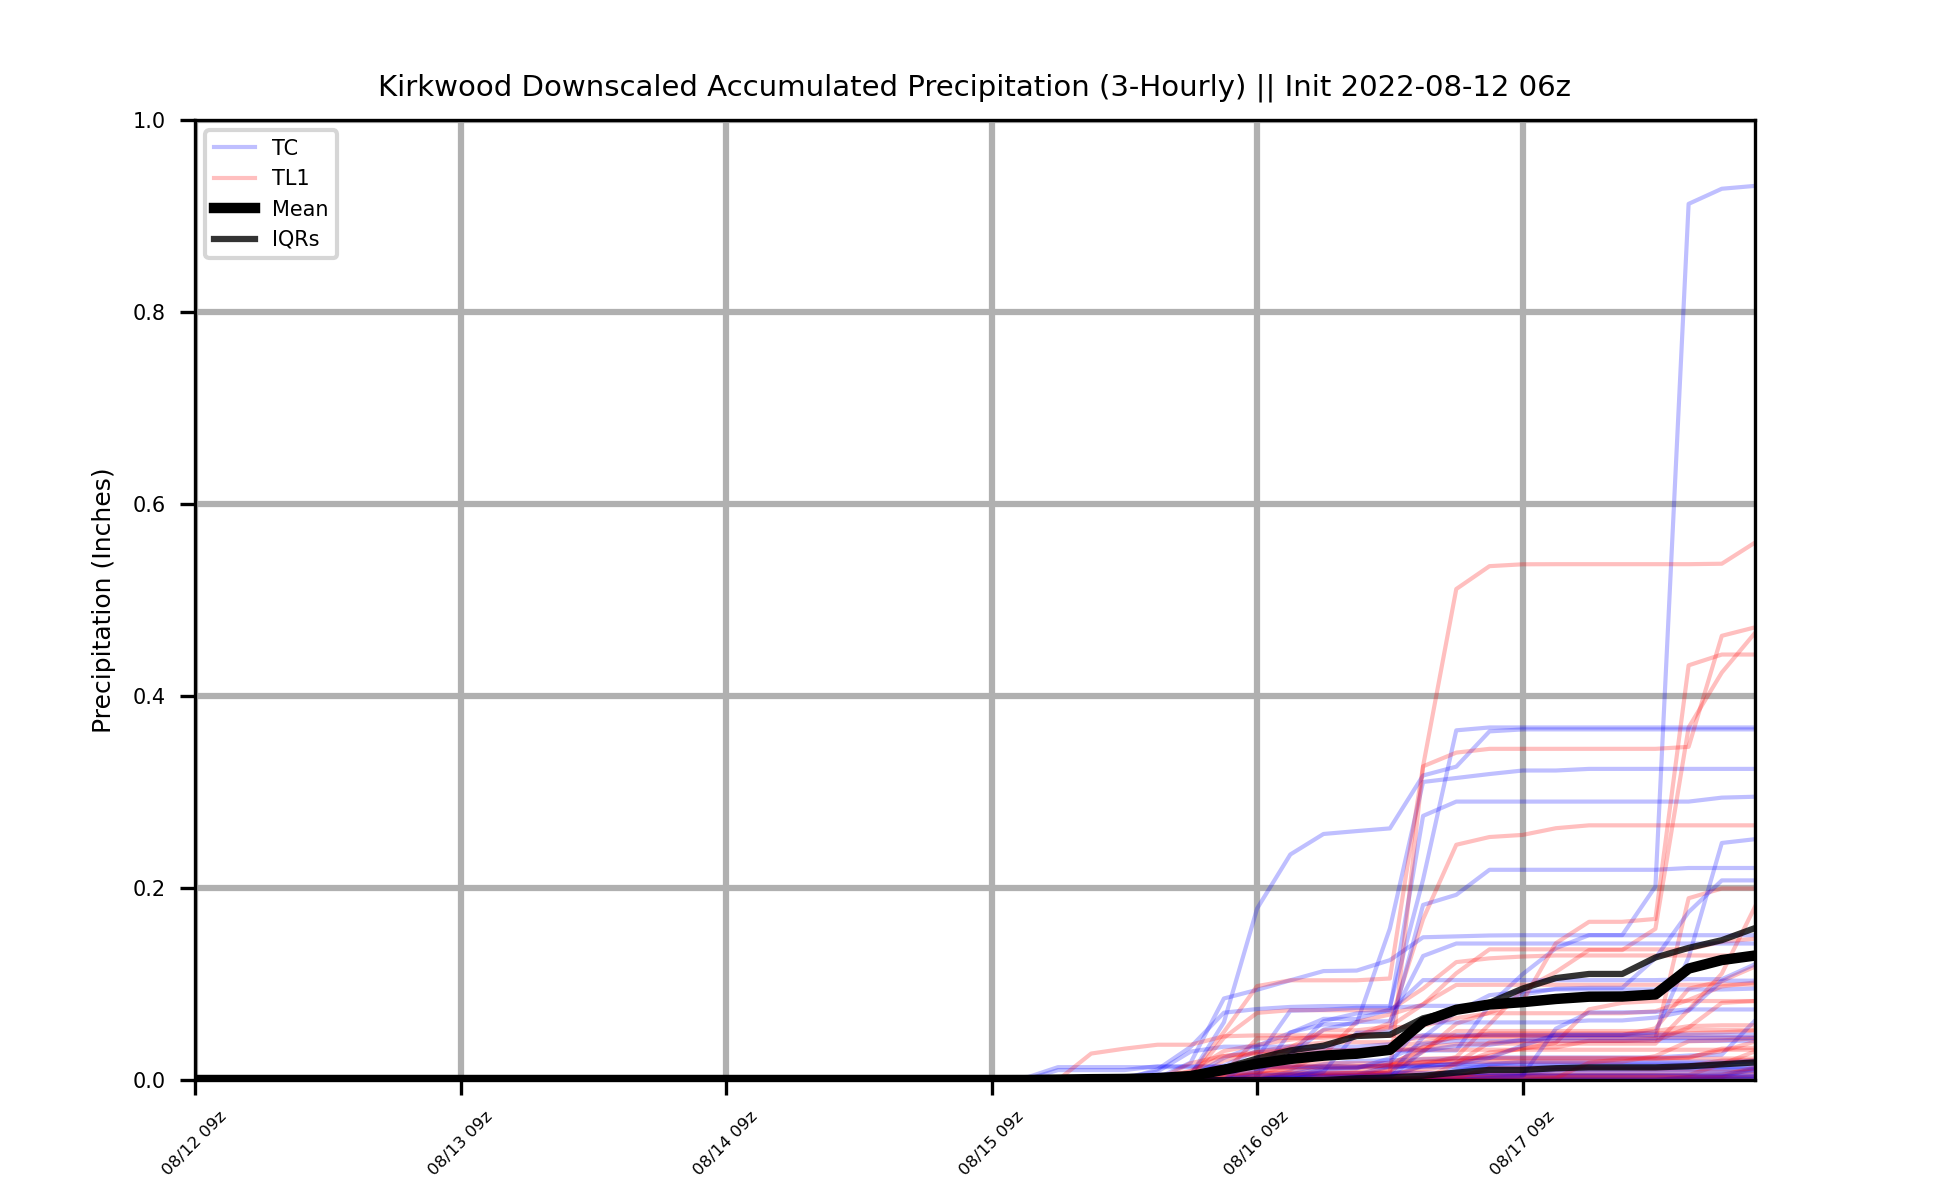 Kirkwood Downscaled Accumulated Precipitation (3-Hourly) || Init 2022-08-12 06z
1.0
0.8
0.6
0.4
0.2
0.0
Precipitation (Inches)
TC
TL1
Mean
IQRs
08/12 09z
08/13 09z
08/14 09z
08/15 09z
08/16 09z
08/17 09z